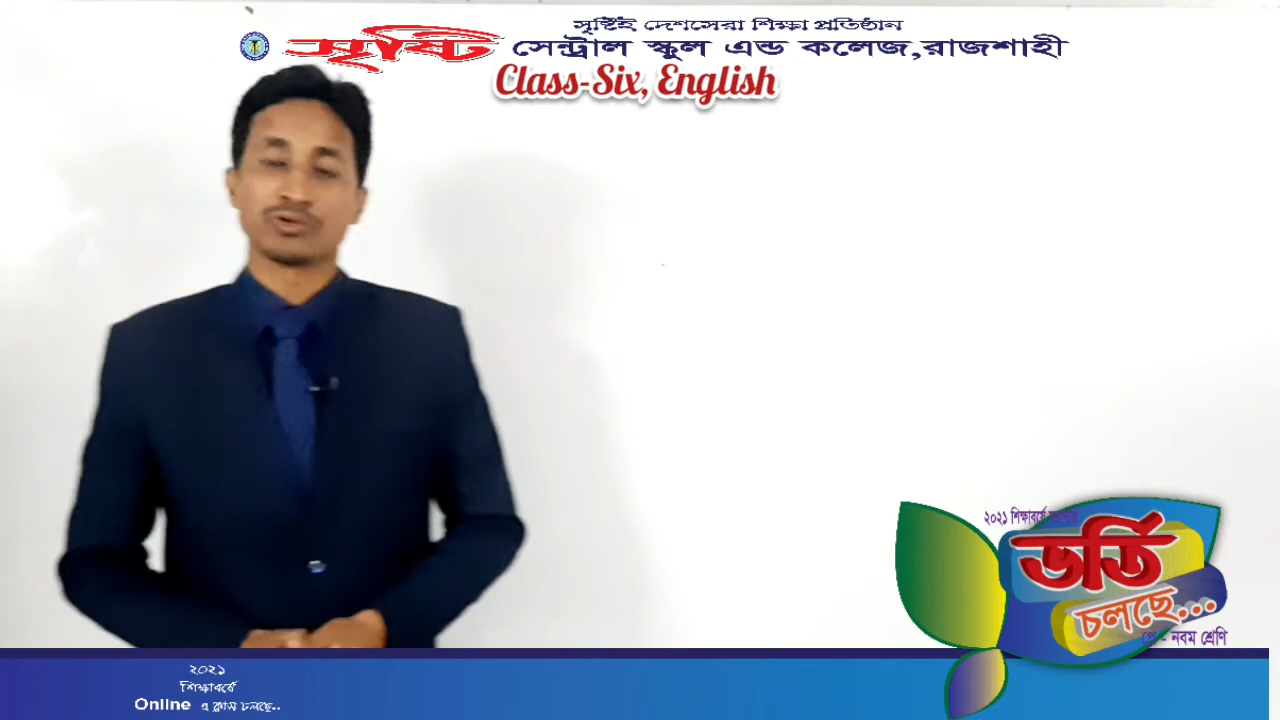 সৃষ্টিই দেশসেরা শিক্ষা প্রতিষ্ঠান
সৃষ্টি সেন্ট্রাল স্কুল এন্ড কলেজ,রাজশাহী
Class-Six, English
২০২১ শিক্ষাবর্ষে
ভর্তি
চলছে...
নবম শ্রেণি
২০২১
শিক্ষাবর্ষে
Online এ ক্লাস চলছে..